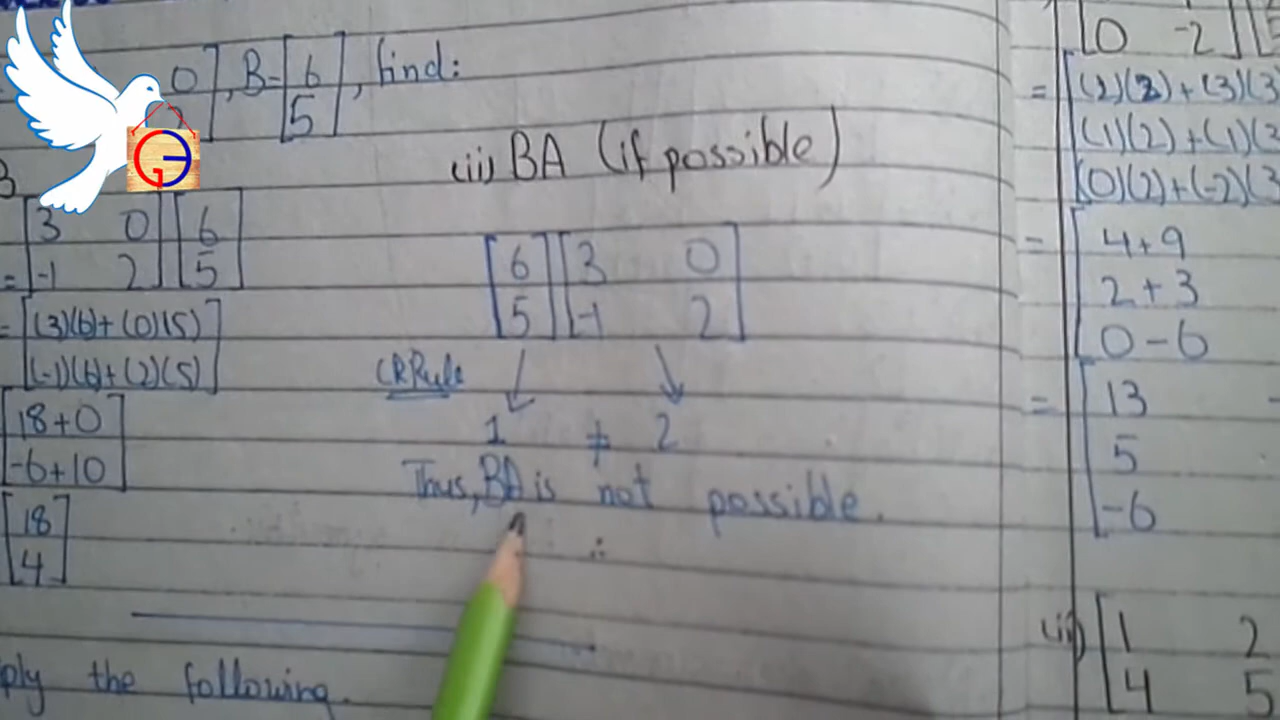 0], B=[6
5], find:
(ii) BA (if possible)
B
[3 0][6
= -1 2][5]
= [(3)(6)+(0)(5)
(-1)(6)+(2)(5)]
[18+0
-6+10]
[18
4]
[6][3 0]
[5][-1 2]
CR Rule
1 ≠ 2
Thus, BA is not possible.
∴
ply the following.
[0 -2]
= [(2)(2)+(3)(3)
(1)(2)+(1)(3
(0)(2)+(-2)(3
= [4+9
2+3
0-6
= [13
5
-6
(ii) [1 2
4 5
GE